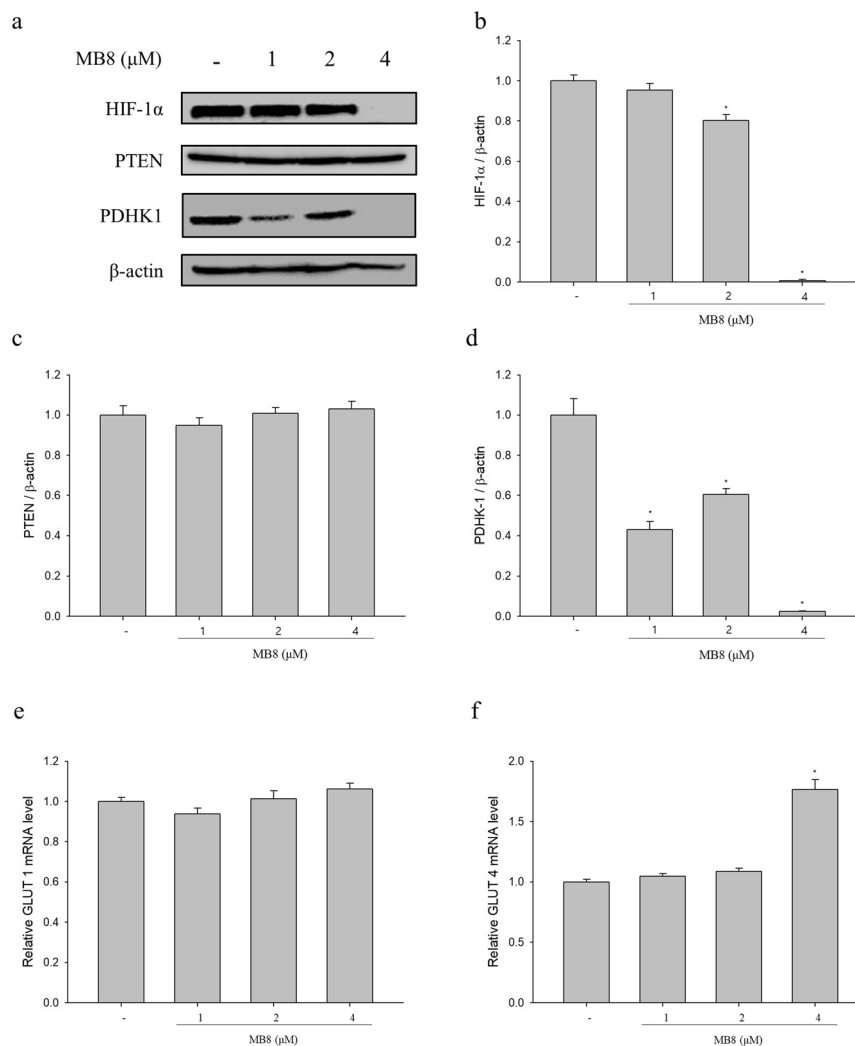 a
MB8 (μM)
- 1 2 4
HIF-1α
PTEN
PDHK1
β-actin
b
HIF-1α / β-actin
1.2
1.0
0.8
0.6
0.4
0.2
0.0
* *
- 1 2 4
MB8 (μM)
c
PTEN / β-actin
1.2
1.0
0.8
0.6
0.4
0.2
0.0
- 1 2 4
MB8 (μM)
d
PDHK-1 / β-actin
1.2
1.0
0.8
0.6
0.4
0.2
0.0
* * *
- 1 2 4
MB8 (μM)
e
Relative GLUT 1 mRNA level
1.2
1.0
0.8
0.6
0.4
0.2
0.0
- 1 2 4
MB8 (μM)
f
Relative GLUT 4 mRNA level
2.0
1.5
1.0
0.5
0.0
*
- 1 2 4
MB8 (μM)